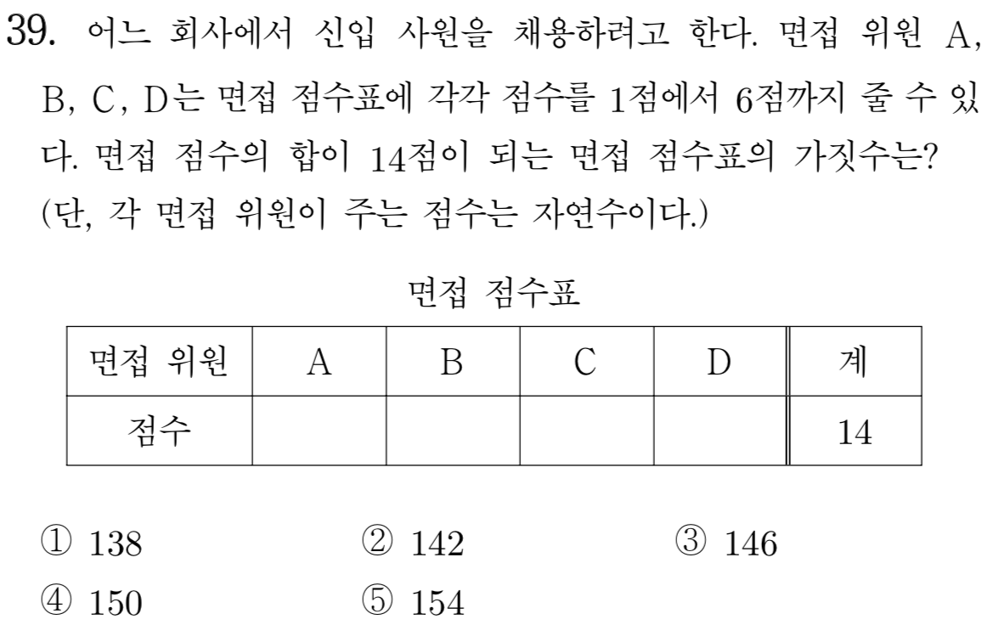 39. 어느 회사에서 신입 사원을 채용하려고 한다. 면접 위원 A,
B, C, D는 면접 점수표에 각각 점수를 1점에서 6점까지 줄 수 있
다. 면접 점수의 합이 14점이 되는 면접 점수표의 가짓수는?
(단, 각 면접 위원이 주는 점수는 자연수이다.)
면접 점수표
면접 위원 A B C D 계
점수 14
① 138 ② 142 ③ 146
④ 150 ⑤ 154